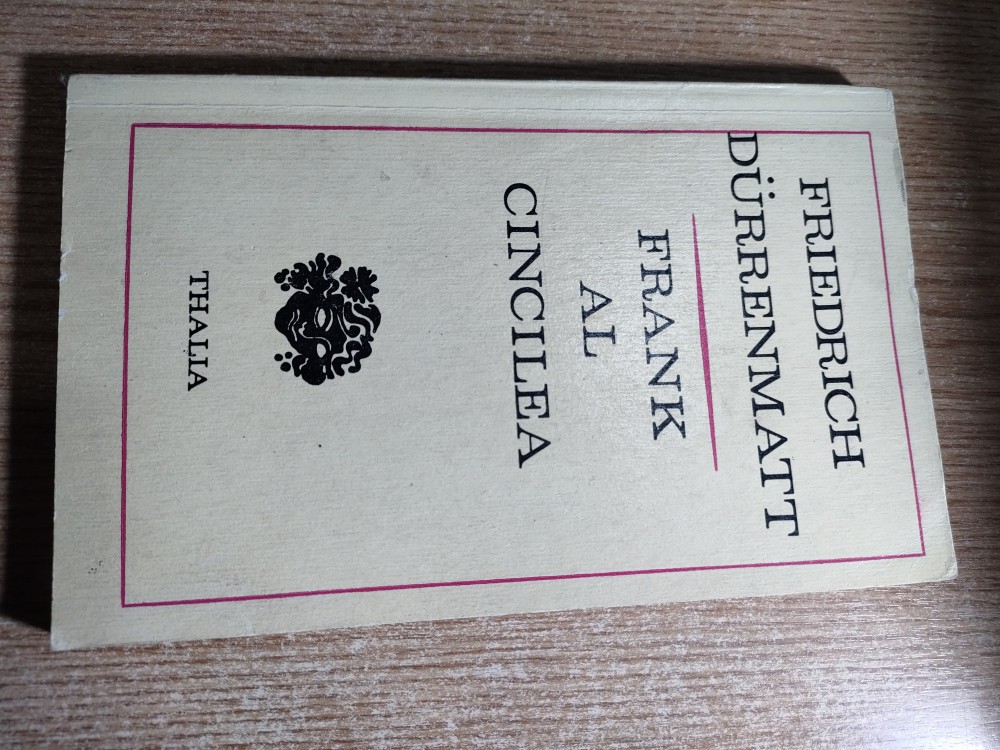 FRIEDRICH
DÜRRENMATT
FRANK
AL
CINCILEA
THALIA